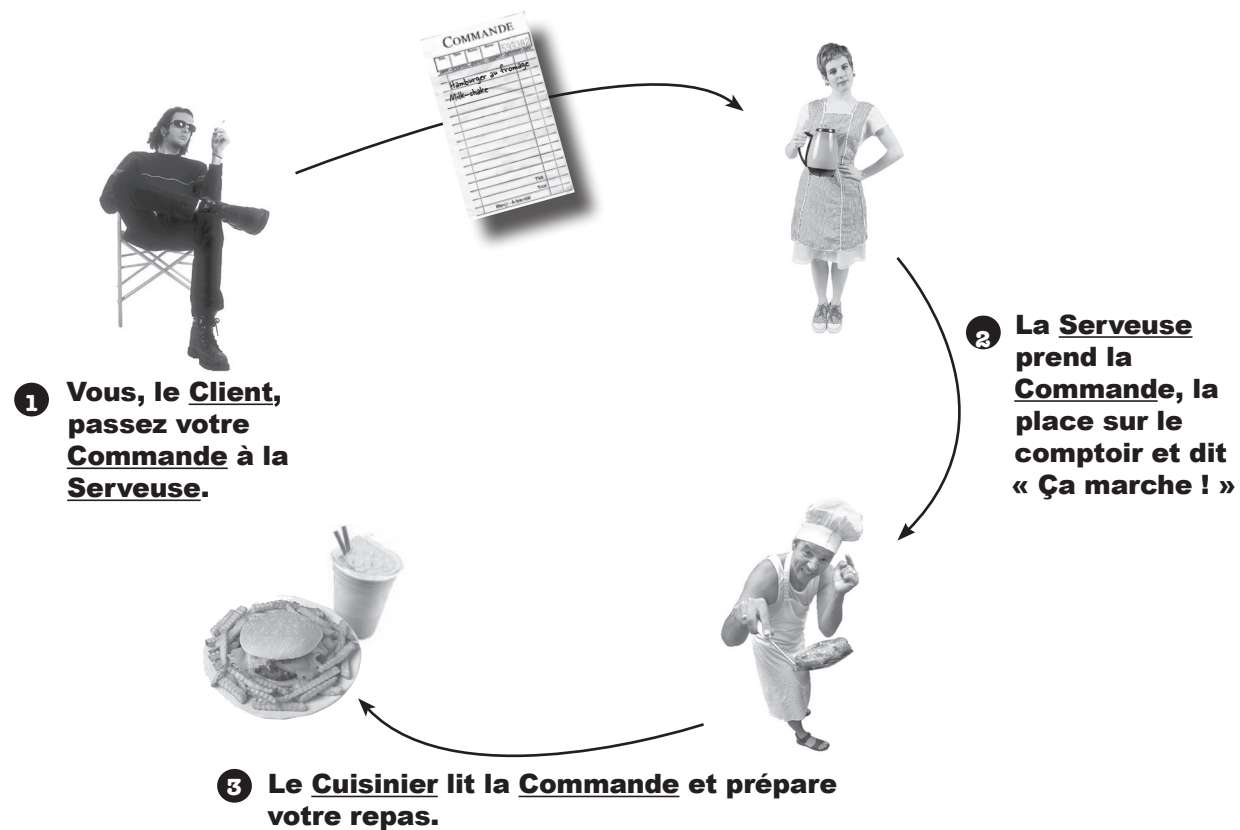 COMMANDE
Hamburger au fromage
Milk-shake
Total
1 Vous, le Client,
passez votre
Commande à la
Serveuse.
2 La Serveuse
prend la
Commande, la
place sur le
comptoir et dit
« Ça marche ! »
3 Le Cuisinier lit la Commande et prépare
votre repas.